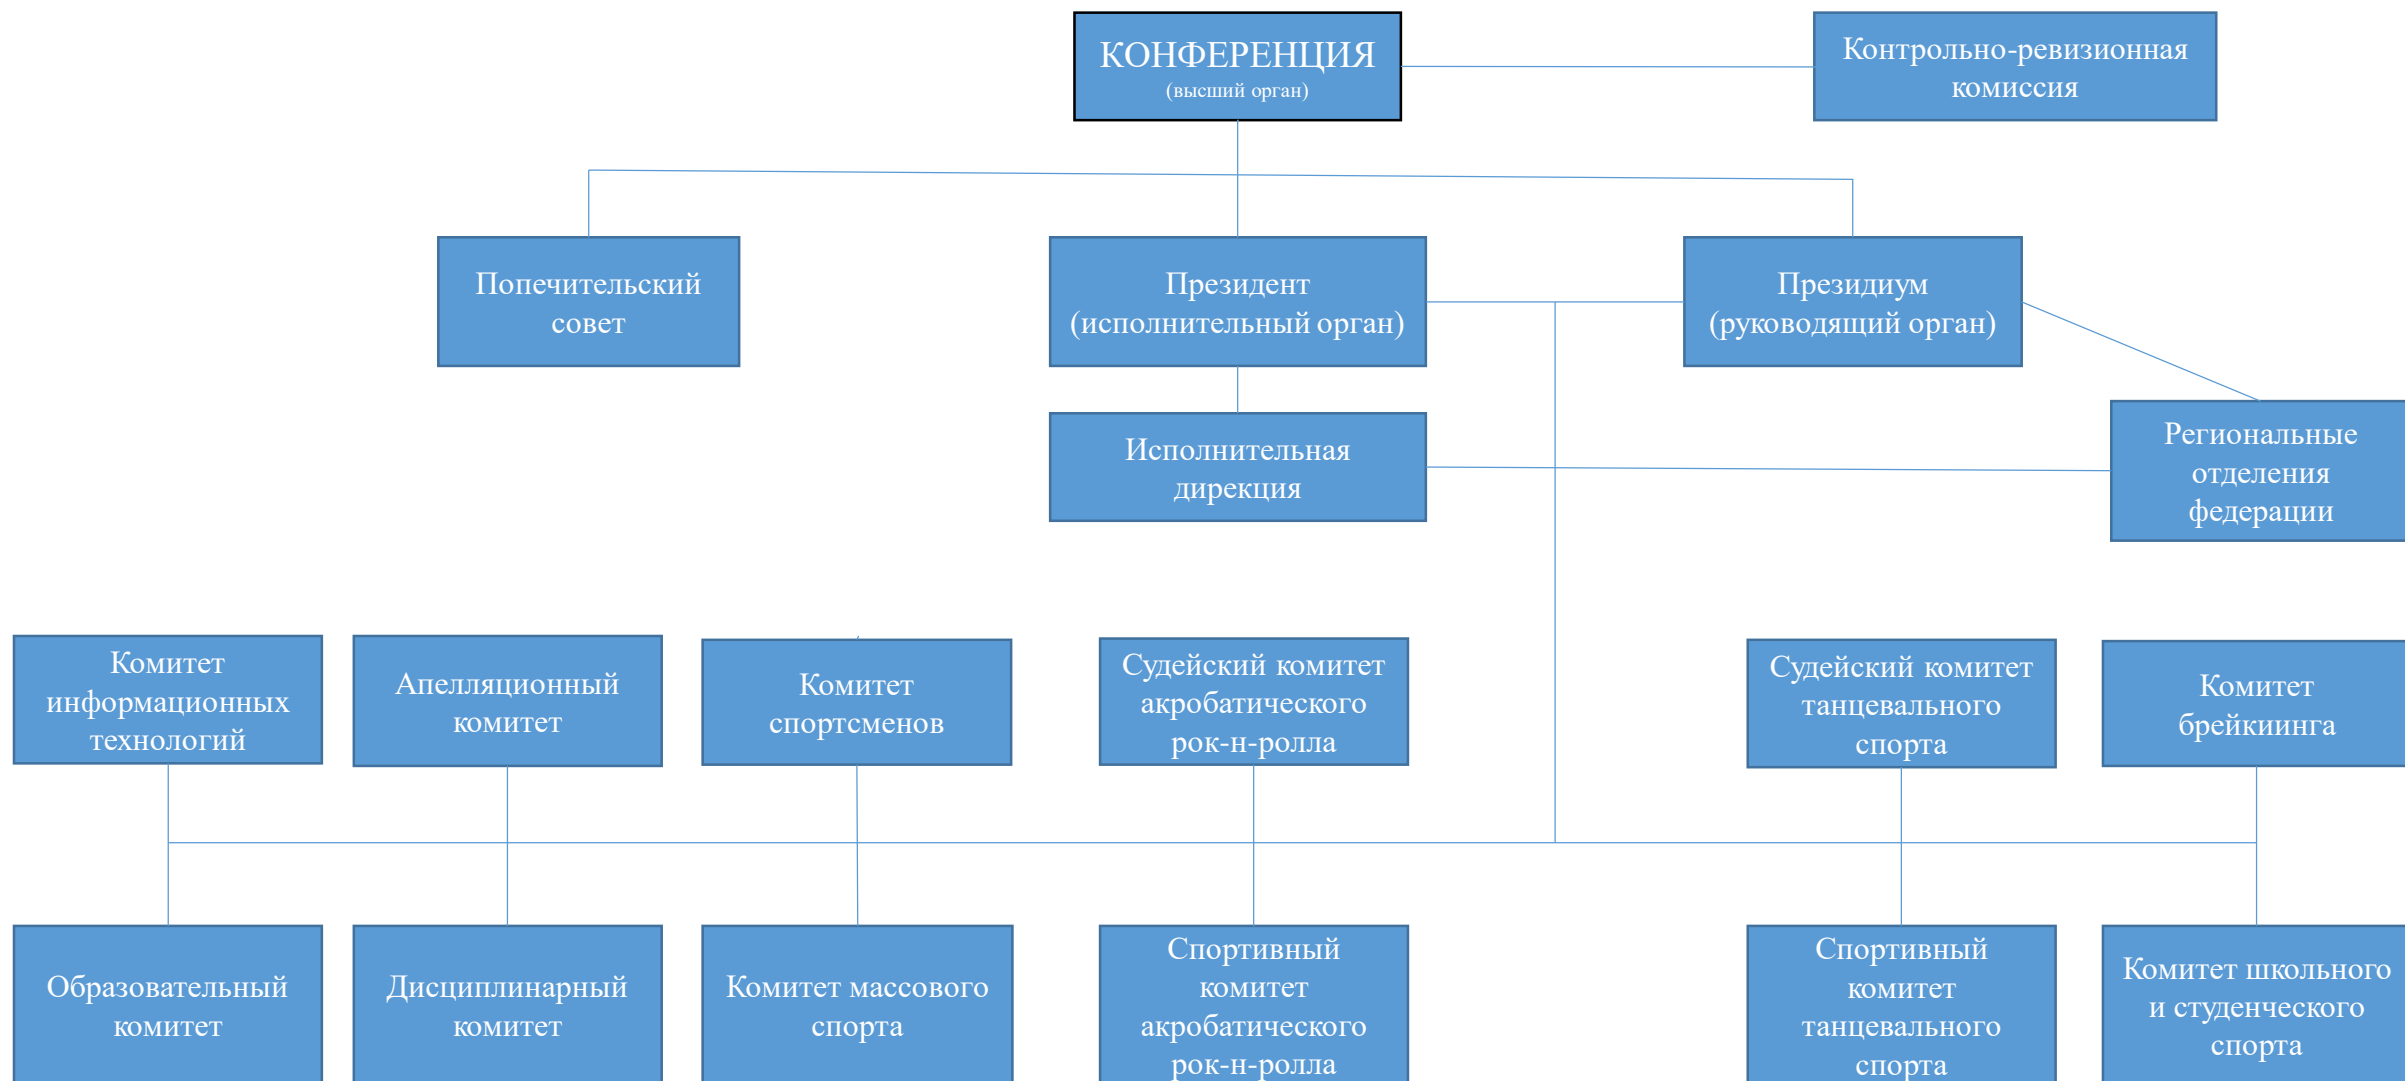 КОНФЕРЕНЦИЯ
(высший орган)
Контрольно-ревизионная
комиссия
Попечительский
совет
Президент
(исполнительный орган)
Президиум
(руководящий орган)
Исполнительная
дирекция
Региональные
отделения
федерации
Комитет
информационных
технологий
Апелляционный
комитет
Комитет
спортсменов
Судейский комитет
акробатического
рок-н-ролла
Судейский комитет
танцевального
спорта
Комитет
брейкиинга
Образовательный
комитет
Дисциплинарный
комитет
Комитет массового
спорта
Спортивный
комитет
акробатического
рок-н-ролла
Спортивный
комитет
танцевального
спорта
Комитет школьного
и студенческого
спорта